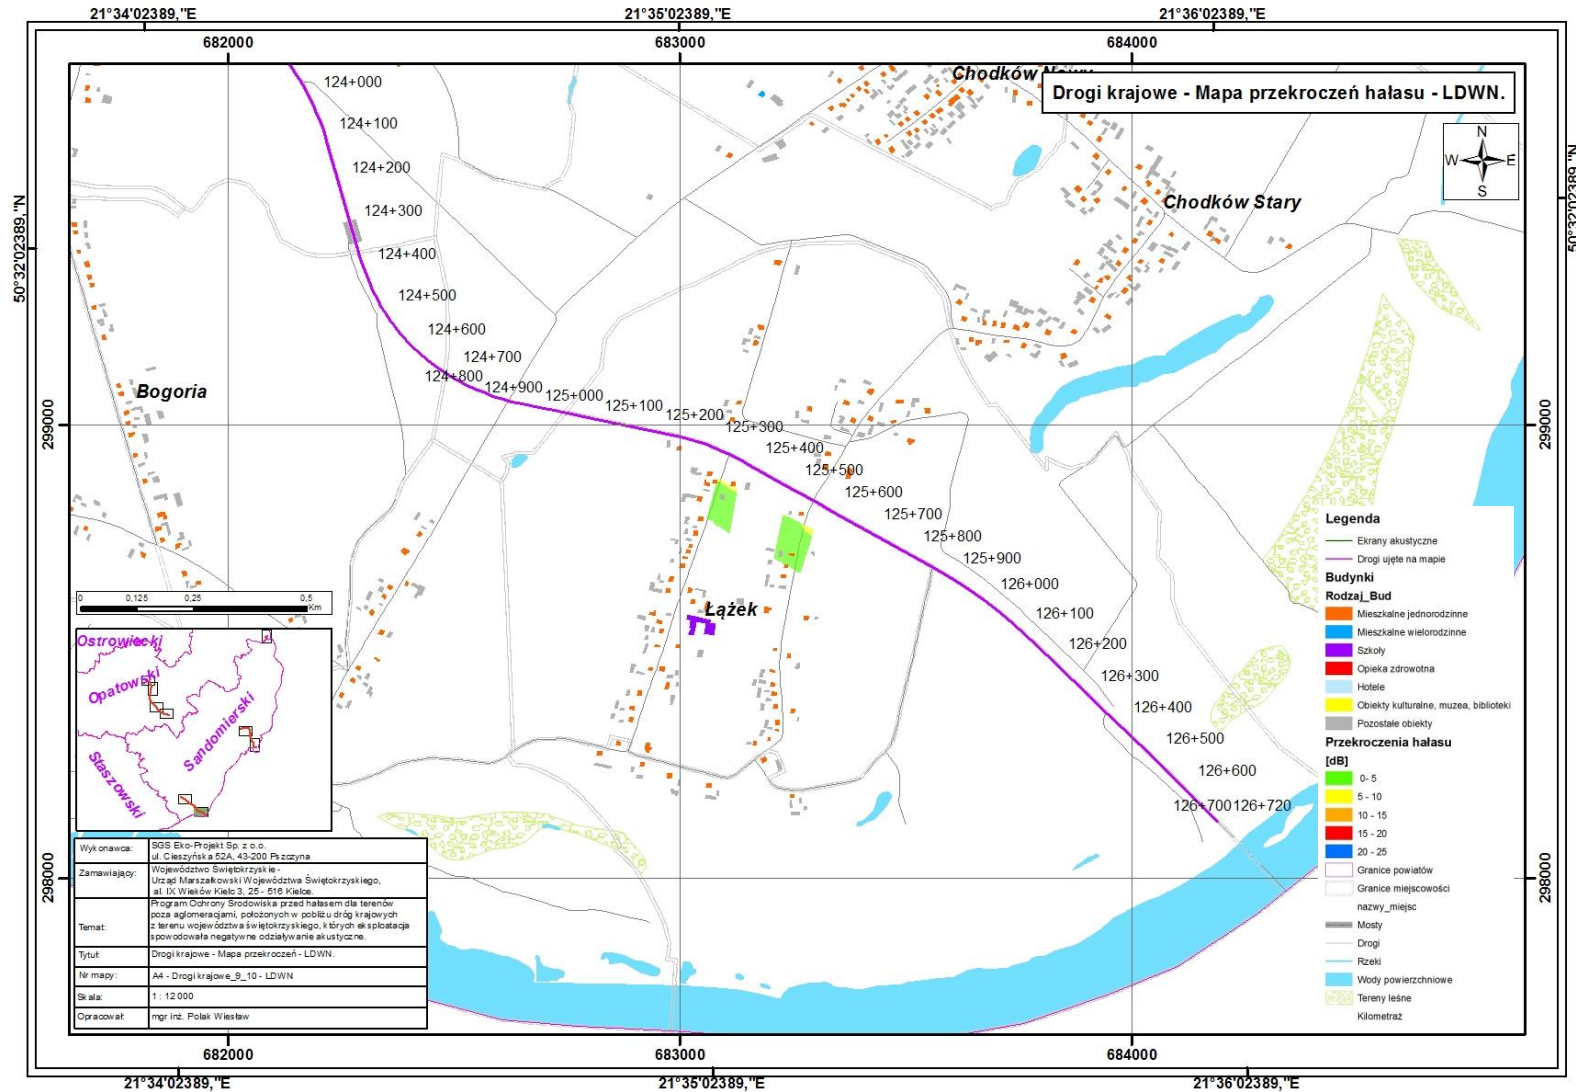 21°34'02389,"E
21°35'02389,"E
21°36'02389,"E
682000
683000
684000
Drogi krajowe - Mapa przekroczeń hałasu - LDWN.
N
W
E
S
50°32'02389,"N
50°32'02389,"N
299000
299000
298000
298000
Chodków Nowy
Chodków Stary
Bogoria
Łążek
124+000
124+100
124+200
124+300
124+400
124+500
124+600
124+700
124+800
124+900
125+000
125+100
125+200
125+300
125+400
125+500
125+600
125+700
125+800
125+900
126+000
126+100
126+200
126+300
126+400
126+500
126+600
126+700
126+720
0
0,125
0,25
0,5
Km
Ostrowiecki
Opatowski
Sandomierski
Staszowski
Wykonawca:
SGS Eko-Projekt Sp. z o.o.
ul. Cieszyńska 52A, 43-200 Pszczyna
Zamawiający:
Województwo Świętokrzyskie -
Urząd Marszałkowski Województwa Świętokrzyskiego,
al. IX Wieków Kielc 3, 25 - 516 Kielce.
Temat:
Program Ochrony Środowiska przed hałasem dla terenów
poza aglomeracjami, położonych w pobliżu dróg krajowych
z terenu województwa świętokrzyskiego, których eksploatacja
spowodowała negatywne odziaływanie akustyczne.
Tytuł:
Drogi krajowe - Mapa przekroczeń - LDWN.
Nr mapy:
A4 - Drogi krajowe_9_10 - LDWN
Skala:
1 : 12 000
Opracował:
mgr inż. Polak Wiesław
Legenda
Ekrany akustyczne
Drogi ujęte na mapie
Budynki
Rodzaj_Bud
Mieszkalne jednorodzinne
Mieszkalne wielorodzinne
Szkoły
Opieka zdrowotna
Hotele
Obiekty kulturalne, muzea, biblioteki
Pozostałe obiekty
Przekroczenia hałasu
[dB]
0- 5
5 - 10
10 - 15
15 - 20
20 - 25
Granice powiatów
Granice miejscowości
nazwy_miejsc
Mosty
Drogi
Rzeki
Wody powierzchniowe
Tereny leśne
Kilometraż
682000
683000
684000
21°34'02389,"E
21°35'02389,"E
21°36'02389,"E